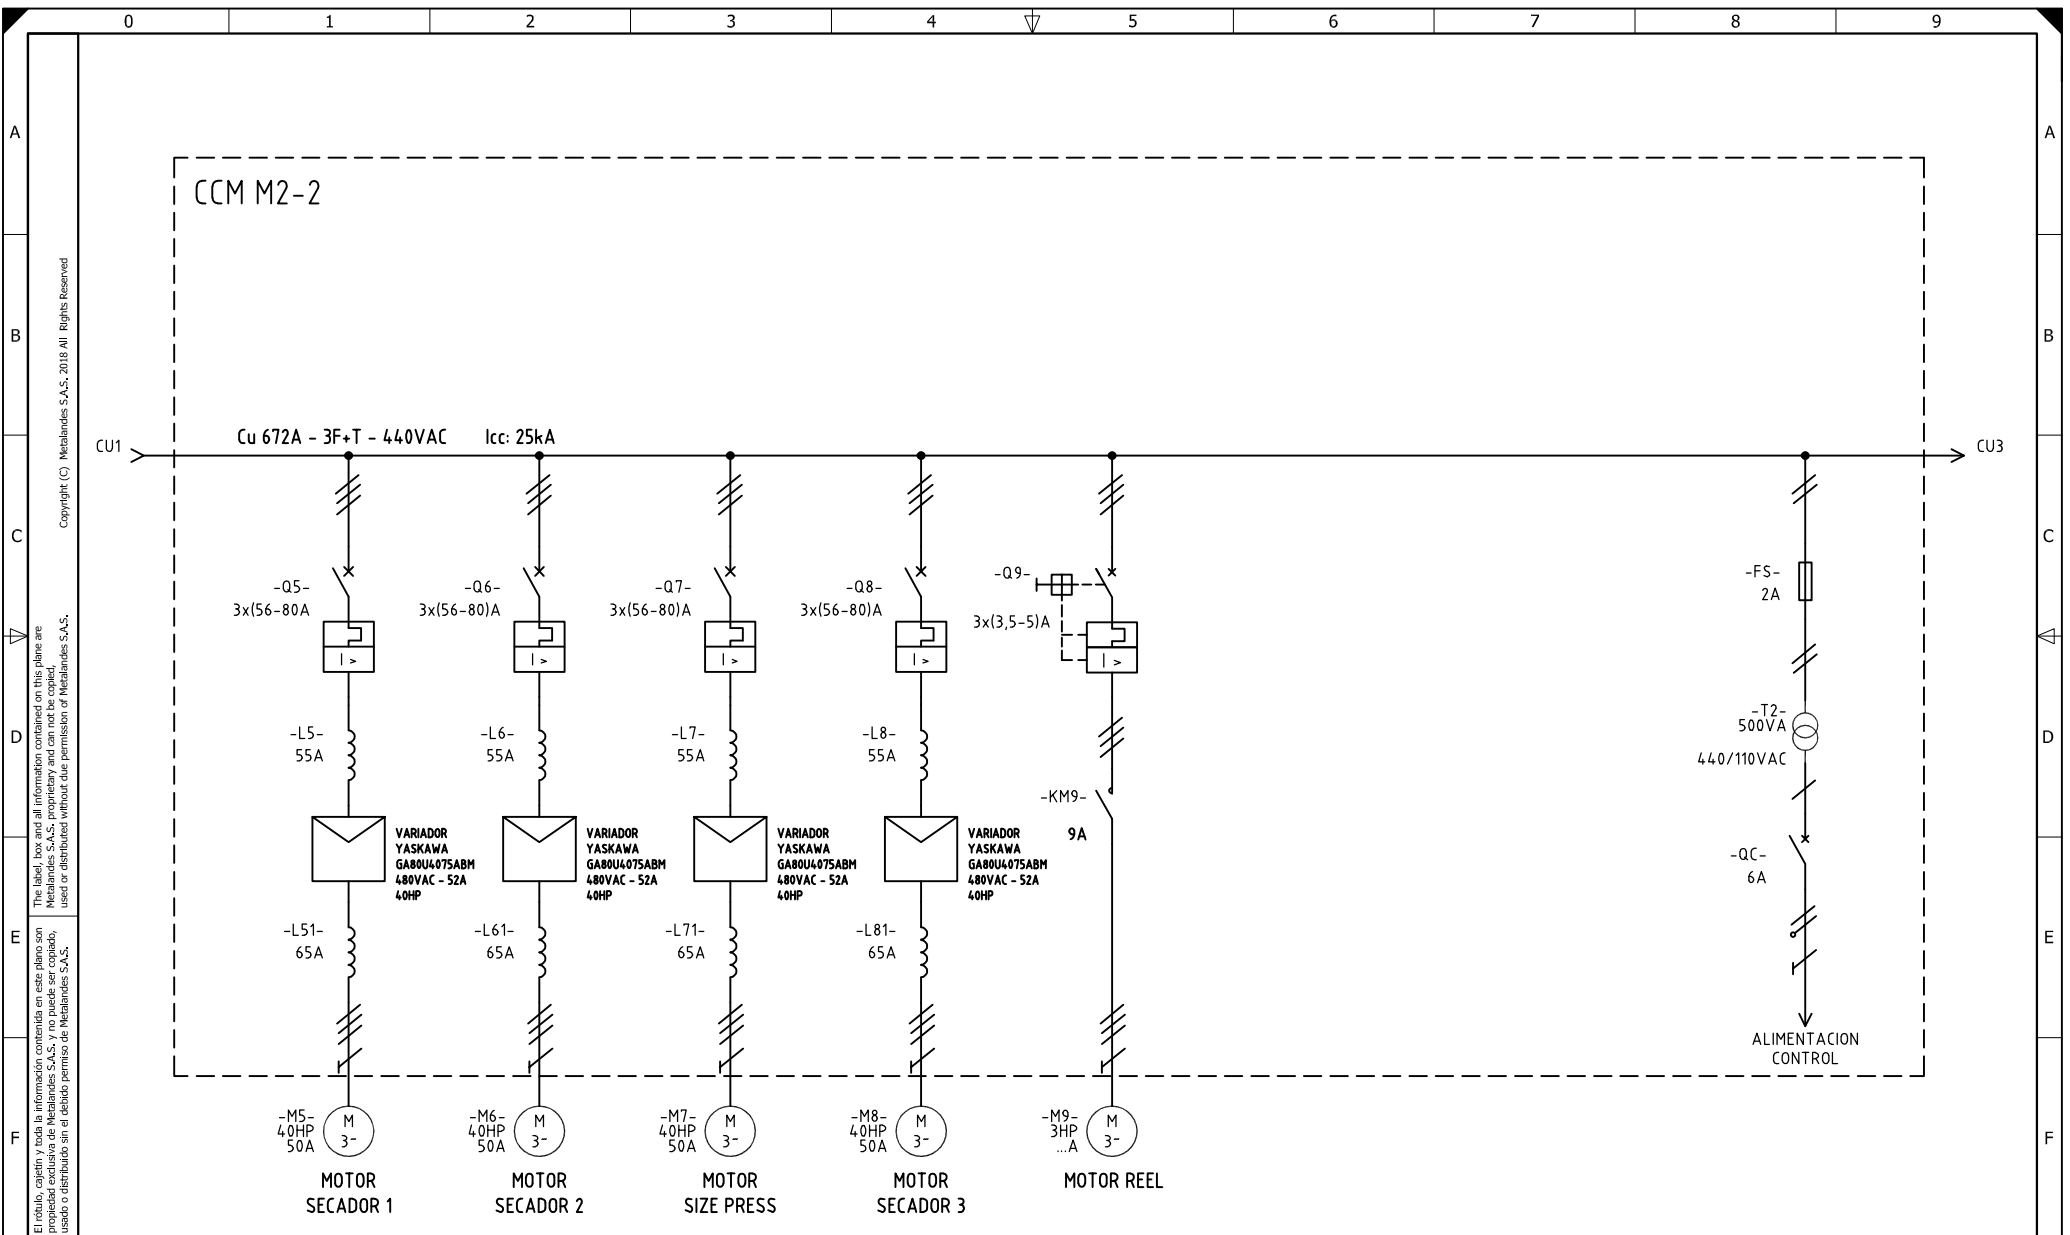 0 1 2 3 4 5 6 7 8 9
A A
B B
C C
D D
E E
F F
CCM M2-2
CU1
Cu 672A - 3F+T - 440VAC Icc: 25kA
CU3
-Q5-
3x(56-80A
I >
-L5-
55A
VARIADOR
YASKAWA
GA80U4075ABM
480VAC - 52A
40HP
-L51-
65A
-M5-
40HP
50A
M
3~
MOTOR
SECADOR 1
-Q6-
3x(56-80)A
I >
-L6-
55A
VARIADOR
YASKAWA
GA80U4075ABM
480VAC - 52A
40HP
-L61-
65A
-M6-
40HP
50A
M
3~
MOTOR
SECADOR 2
-Q7-
3x(56-80)A
I >
-L7-
55A
VARIADOR
YASKAWA
GA80U4075ABM
480VAC - 52A
40HP
-L71-
65A
-M7-
40HP
50A
M
3~
MOTOR
SIZE PRESS
-Q8-
3x(56-80)A
I >
-L8-
55A
VARIADOR
YASKAWA
GA80U4075ABM
480VAC - 52A
40HP
-L81-
65A
-M8-
40HP
50A
M
3~
MOTOR
SECADOR 3
-Q9-
3x(3,5-5)A
I >
-KM9-
9A
-M9-
3HP
...A
M
3~
MOTOR REEL
-FS-
2A
-T2-
500VA
440/110VAC
-QC-
6A
ALIMENTACION
CONTROL
Copyright (C) Metalandes S.A.S. 2018 All Rights Reserved
The label, box and all information contained on this plane are
Metalandes S.A.S. proprietary and can not be copied,
used or distributed without due permission of Metalandes S.A.S.
El rótulo, cajetín y toda la información contenida en este plano son
propiedad exclusiva de Metalandes S.A.S. y no puede ser copiado,
usado o distribuido sin el debido permiso de Metalandes S.A.S.